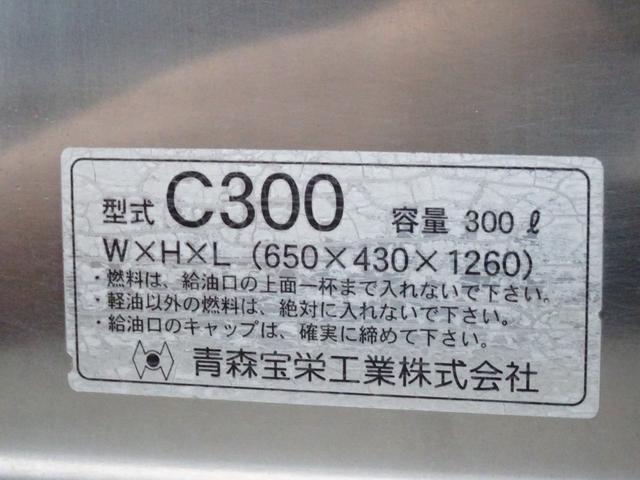 型式 C300 容量 300ℓ
W×H×L (650×430×1260)
・燃料は、給油口の上面一杯まで入れないで下さい。
・軽油以外の燃料は、絶対に入れないで下さい。
・給油口のキャップは、確実に締めて下さい。
青森宝栄工業株式会社